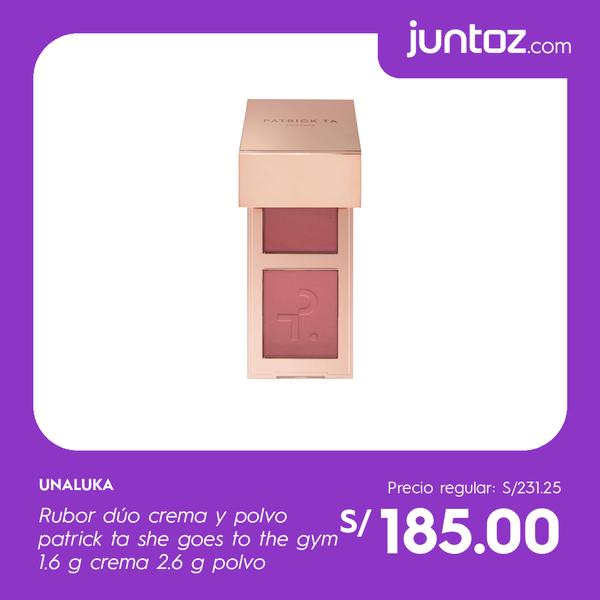 juntoz.com
PATRICK TA
UNALUKA
Rubor dúo crema y polvo
patrick ta she goes to the gym
1.6 g crema 2.6 g polvo
Precio regular: S/231.25
S/185.00